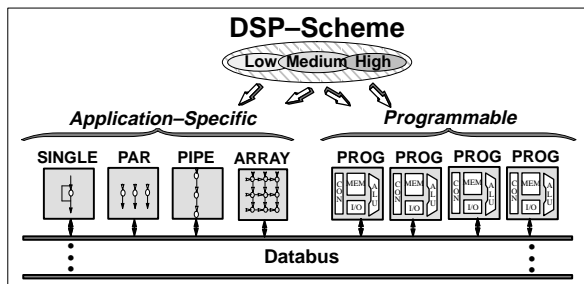 DSP–Scheme
Low Medium High
Application–Specific Programmable
SINGLE PAR PIPE ARRAY PROG PROG PROG PROG
CON MEM I/O ALU CON MEM I/O ALU CON MEM I/O ALU CON MEM I/O ALU
Databus